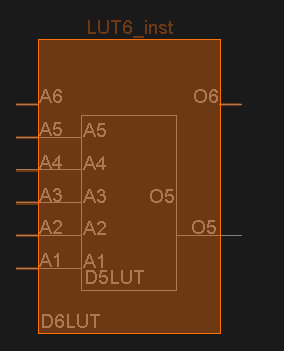 LUT6_inst
A6 O6
A5 A5
A4 A4
A3 A3 O5
A2 A2 O5
A1 A1
D5LUT
D6LUT